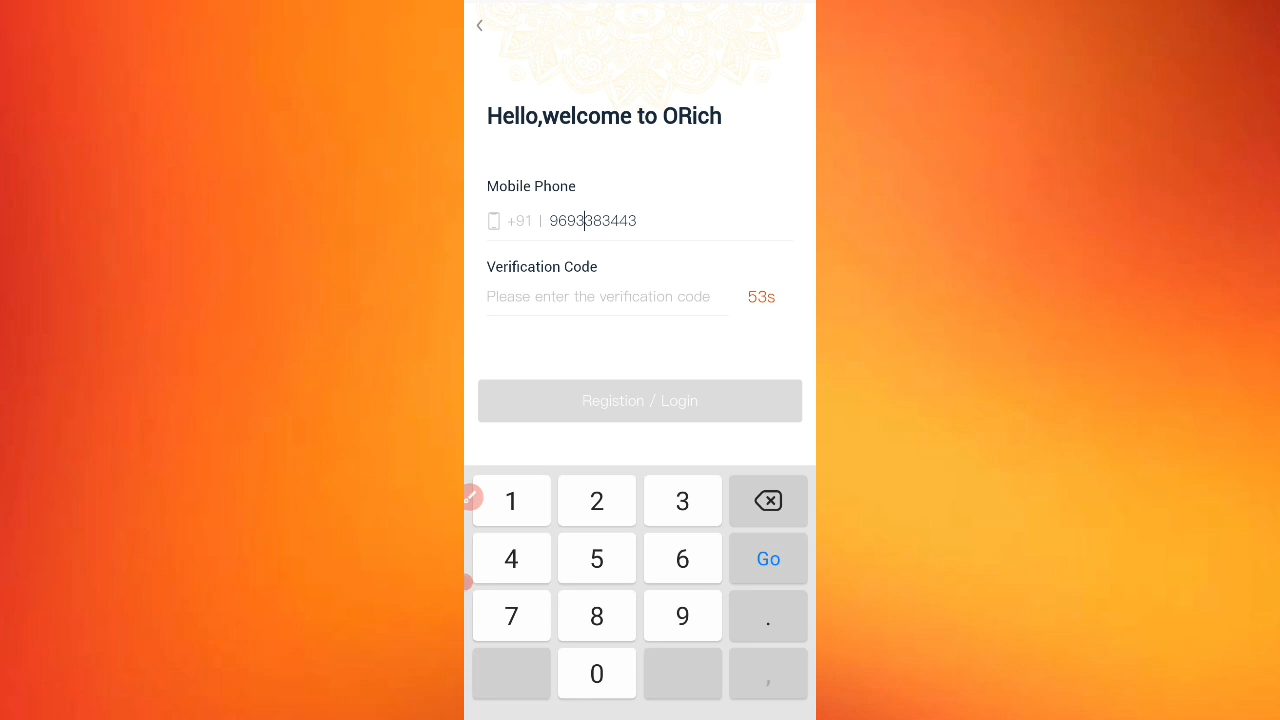 Hello,welcome to ORich
Mobile Phone
+91 | 9693383443
Verification Code
Please enter the verification code 53s
Registion / Login
1 2 3
4 5 6 Go
7 8 9 .
0 ,